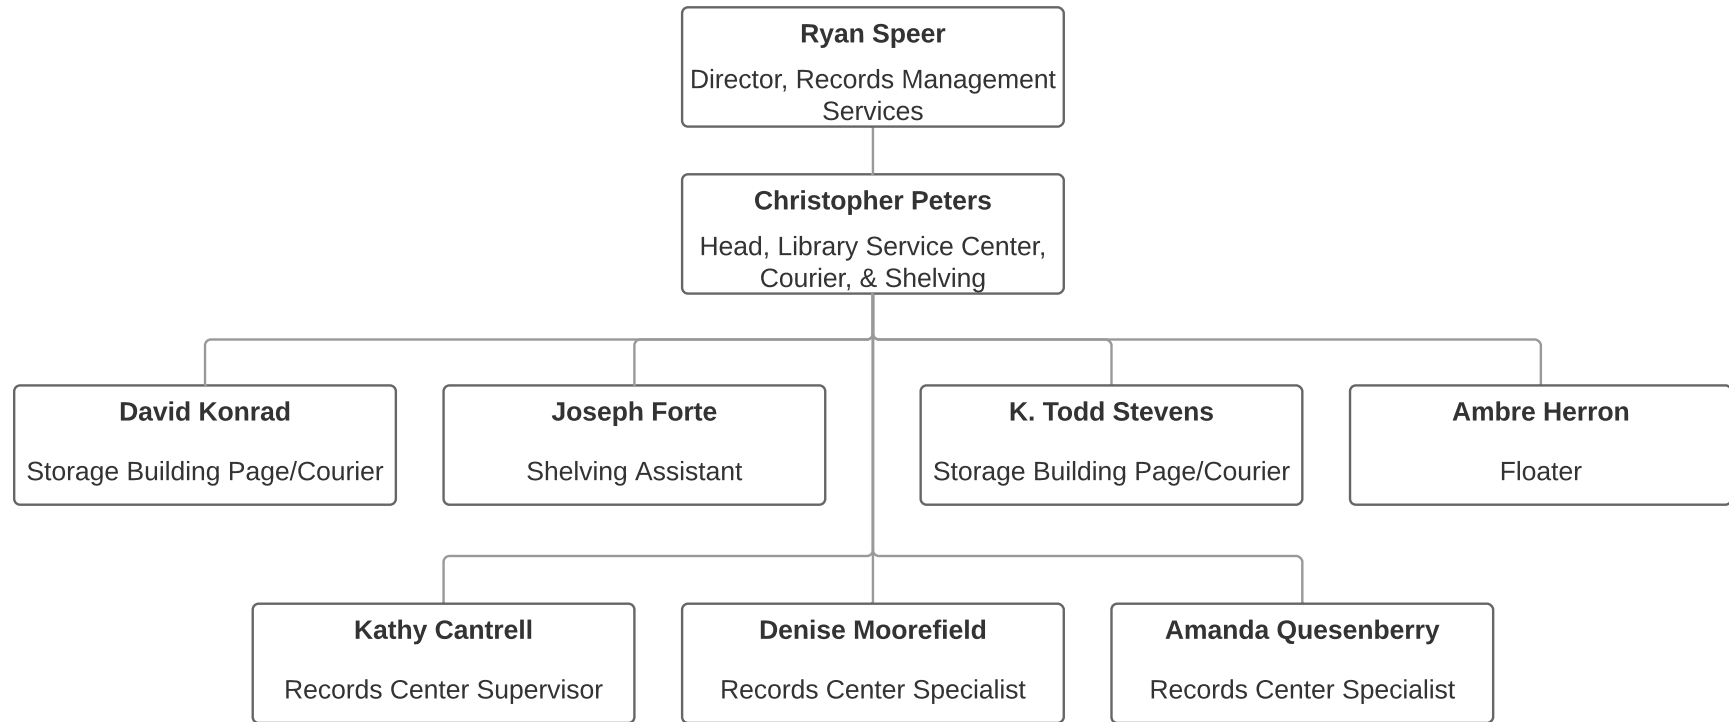 Ryan Speer
Director, Records Management
Services
Christopher Peters
Head, Library Service Center,
Courier, & Shelving
David Konrad
Storage Building Page/Courier
Joseph Forte
Shelving Assistant
K. Todd Stevens
Storage Building Page/Courier
Ambre Herron
Floater
Kathy Cantrell
Records Center Supervisor
Denise Moorefield
Records Center Specialist
Amanda Quesenberry
Records Center Specialist